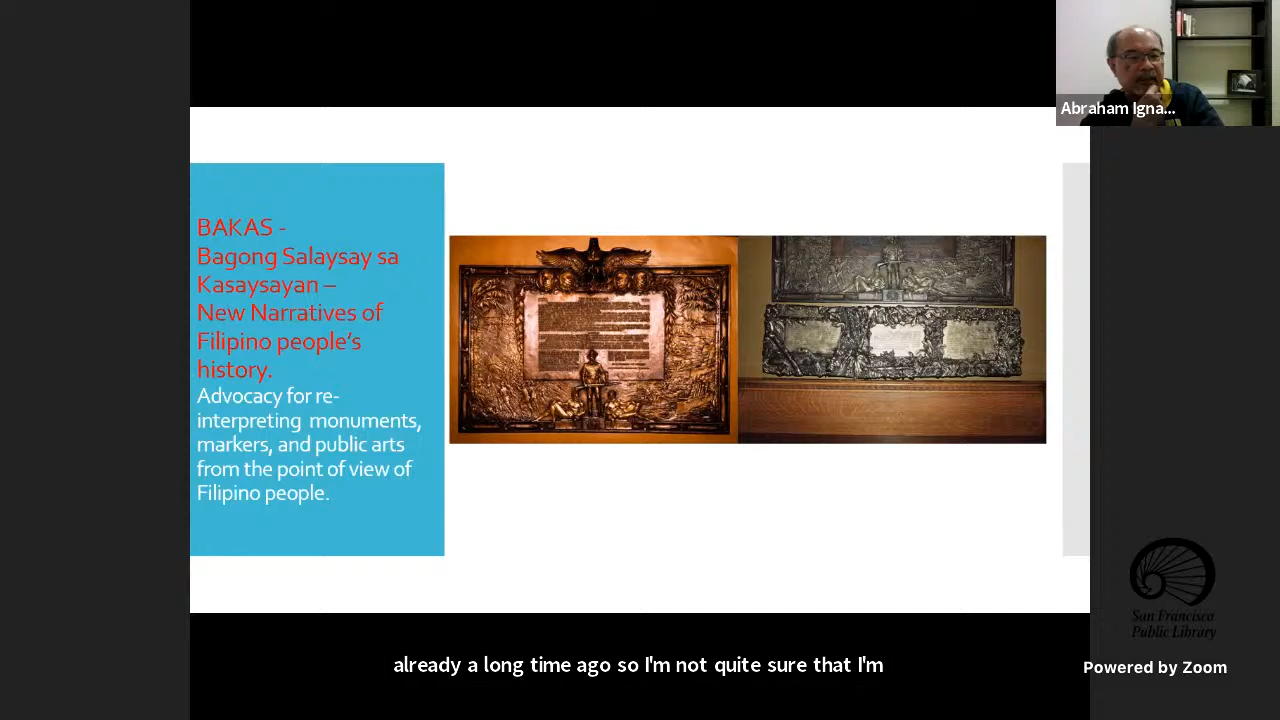 Abraham Igna...
BAKAS -
Bagong Salaysay sa
Kasaysayan –
New Narratives of
Filipino people's
history.
Advocacy for re-
interpreting monuments,
markers, and public arts
from the point of view of
Filipino people.
San Francisco
Public Library
already a long time ago so I'm not quite sure that I'm
Powered by Zoom